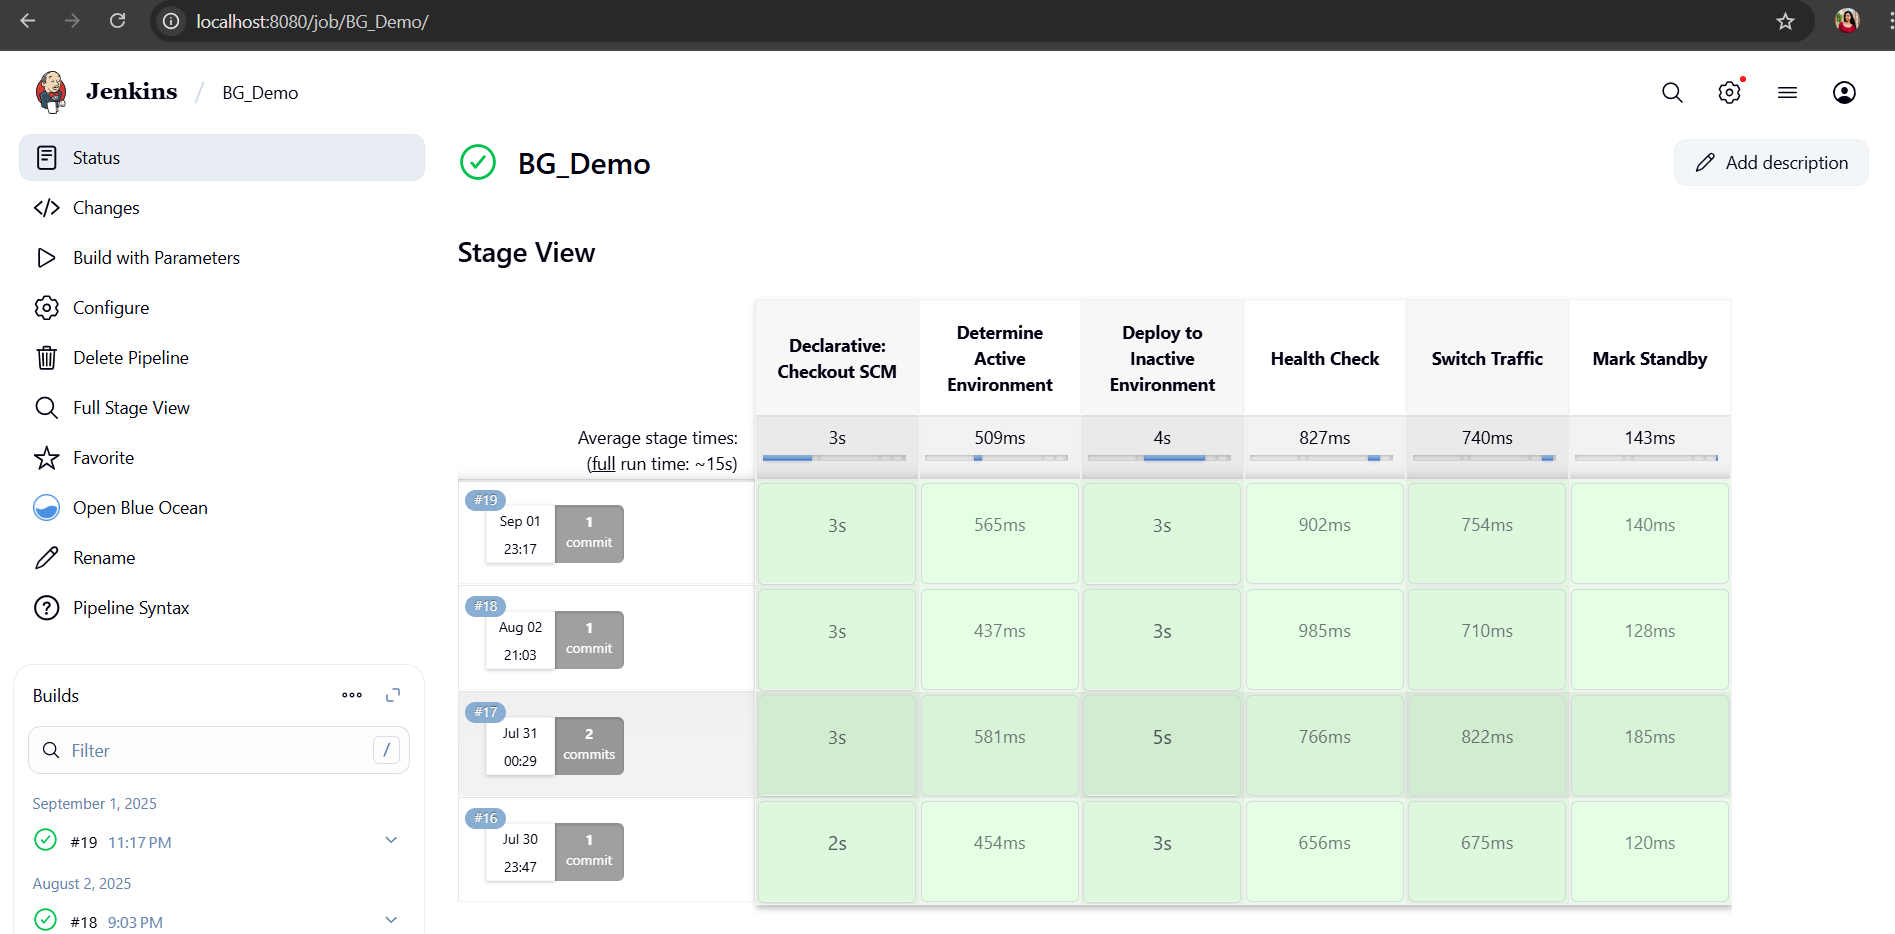 localhost:8080/job/BG_Demo/
Jenkins / BG_Demo
Status
Changes
Build with Parameters
Configure
Delete Pipeline
Full Stage View
Favorite
Open Blue Ocean
Rename
Pipeline Syntax
Builds
Filter /
September 1, 2025
#19 11:17 PM
August 2, 2025
#18 9:03 PM
BG_Demo
Add description
Stage View
Declarative:
Checkout SCM
Determine
Active
Environment
Deploy to
Inactive
Environment
Health Check
Switch Traffic
Mark Standby
Average stage times:
(full run time: ~15s)
3s 509ms 4s 827ms 740ms 143ms
#19
Sep 01
23:17
1
commit
3s 565ms 3s 902ms 754ms 140ms
#18
Aug 02
21:03
1
commit
3s 437ms 3s 985ms 710ms 128ms
#17
Jul 31
00:29
2
commits
3s 581ms 5s 766ms 822ms 185ms
#16
Jul 30
23:47
1
commit
2s 454ms 3s 656ms 675ms 120ms